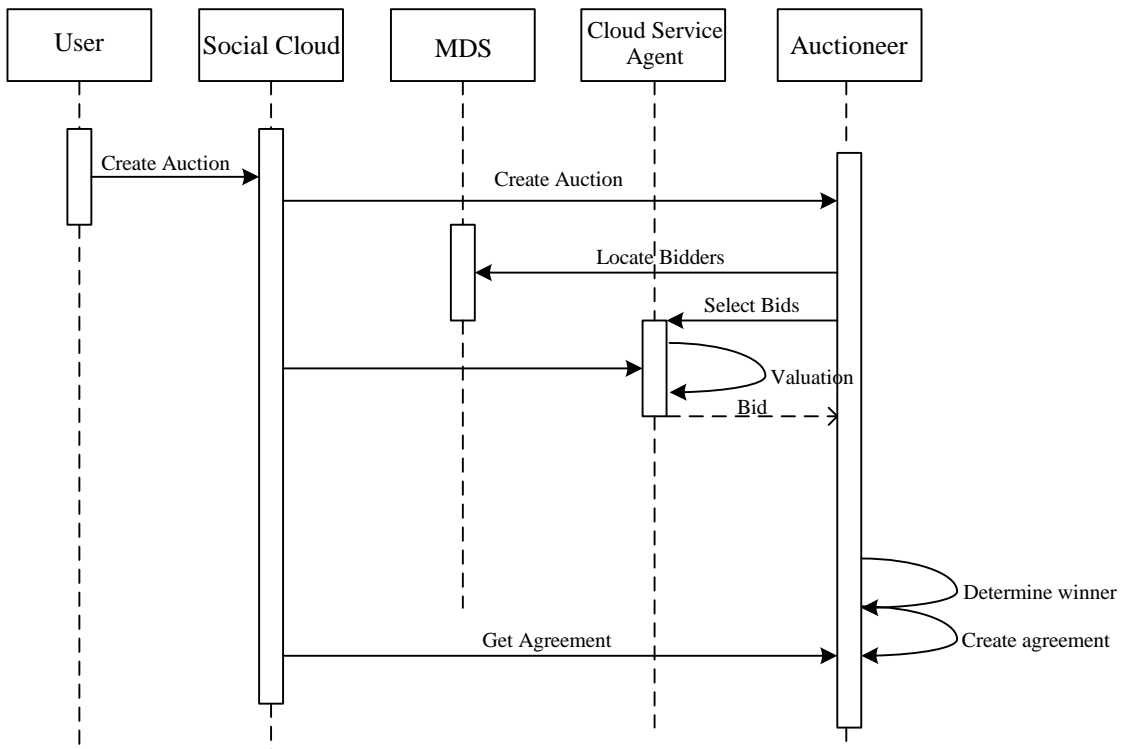 User
Social Cloud
MDS
Cloud Service
Agent
Auctioneer
Create Auction
Create Auction
Locate Bidders
Select Bids
Valuation
Bid
Determine winner
Get Agreement
Create agreement